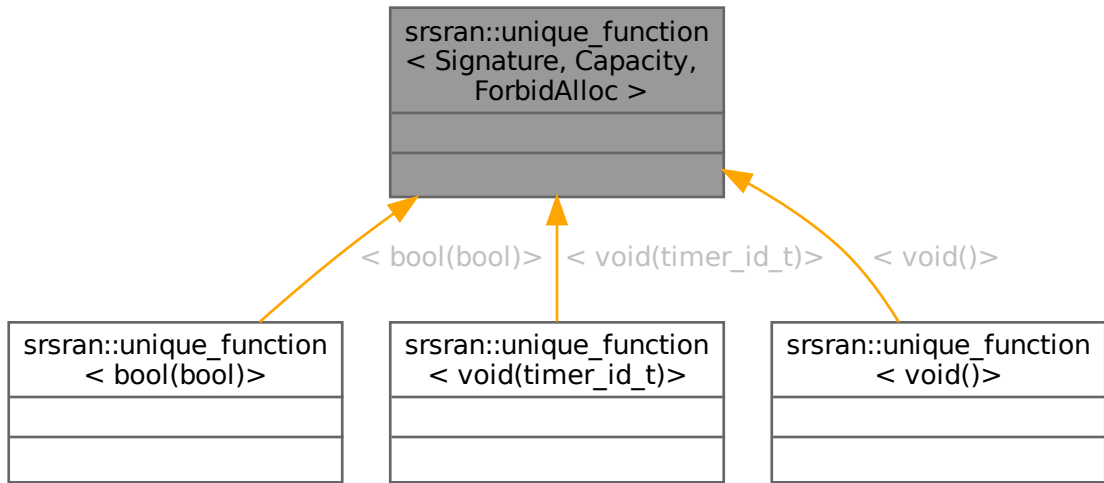 srsran::unique_function
< Signature, Capacity,
ForbidAlloc >
< bool(bool)>
< void(timer_id_t)>
< void()>
srsran::unique_function
< bool(bool)>
srsran::unique_function
< void(timer_id_t)>
srsran::unique_function
< void()>